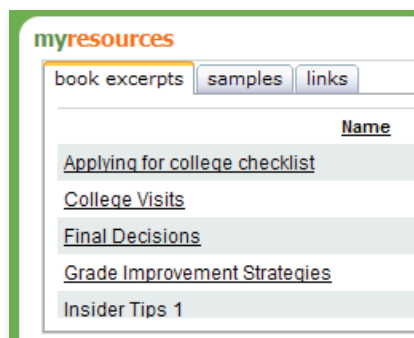 myresources
book excerpts samples links
Name
Applying for college checklist
College Visits
Final Decisions
Grade Improvement Strategies
Insider Tips 1